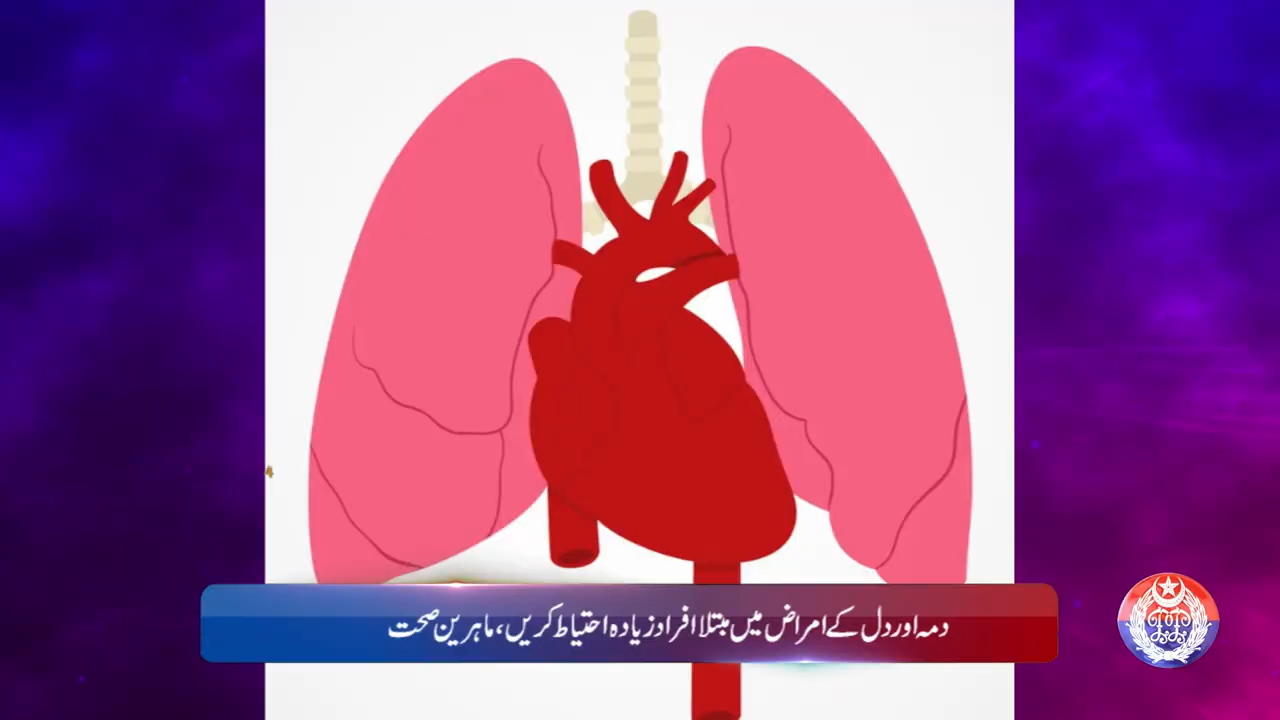 دمہ اور دل کے امراض میں مبتلا افراد زیادہ احتیاط کریں، ماہرین صحت